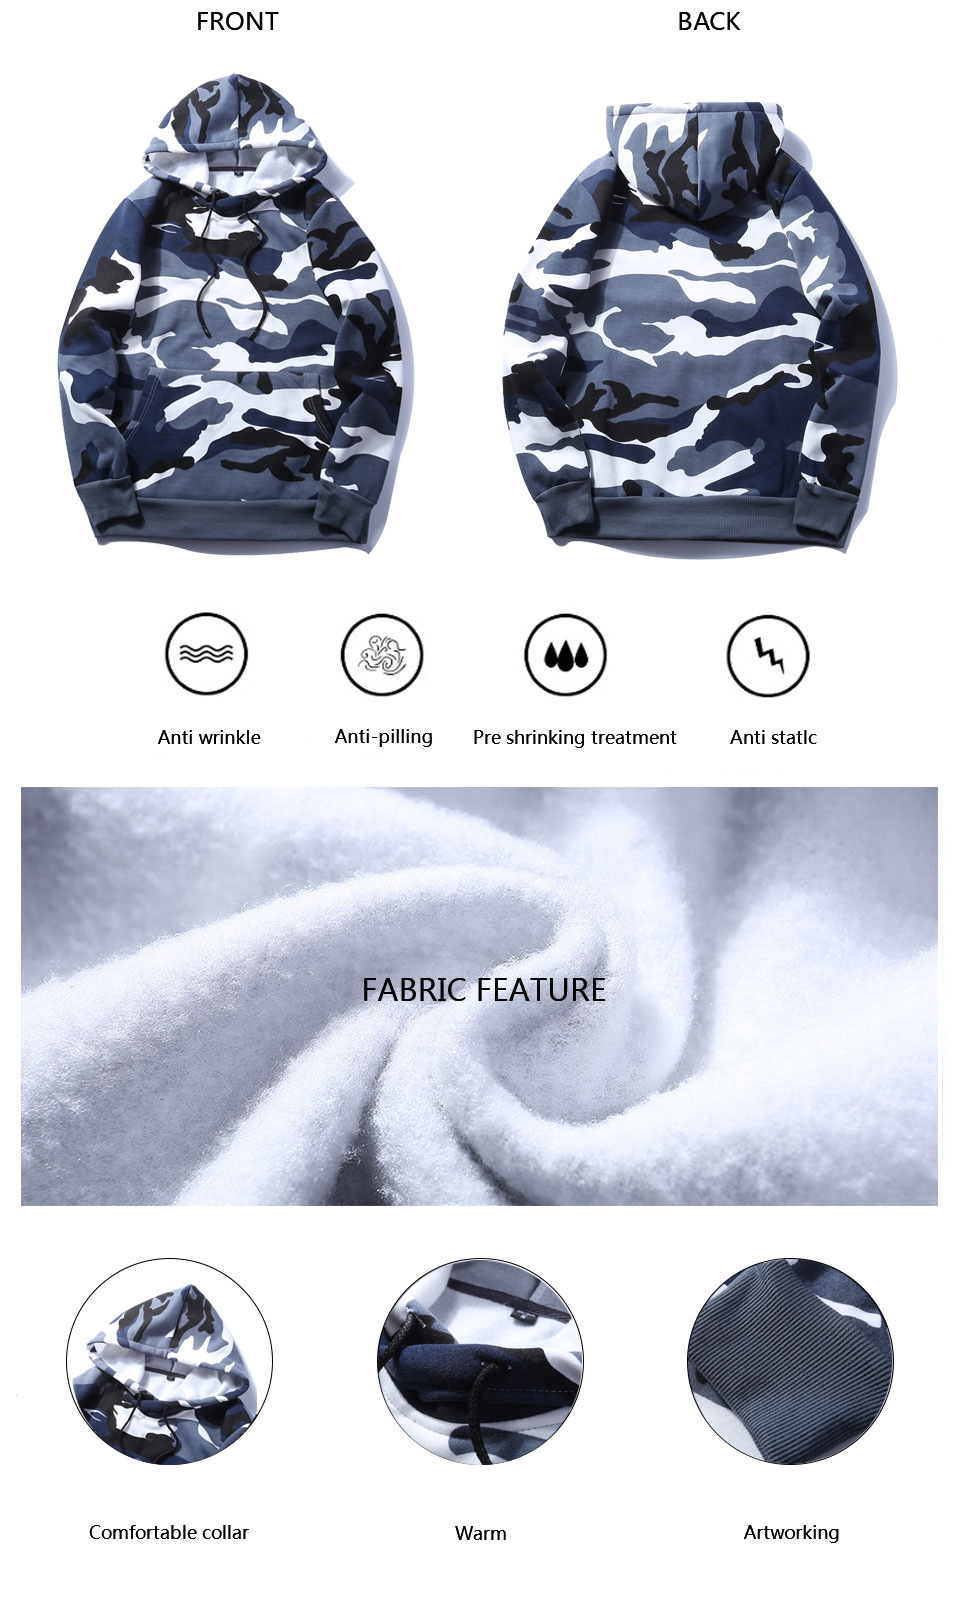 FRONT
BACK
Anti wrinkle
Anti-pilling
Pre shrinking treatment
Anti statlc
FABRIC FEATURE
Comfortable collar
Warm
Artworking